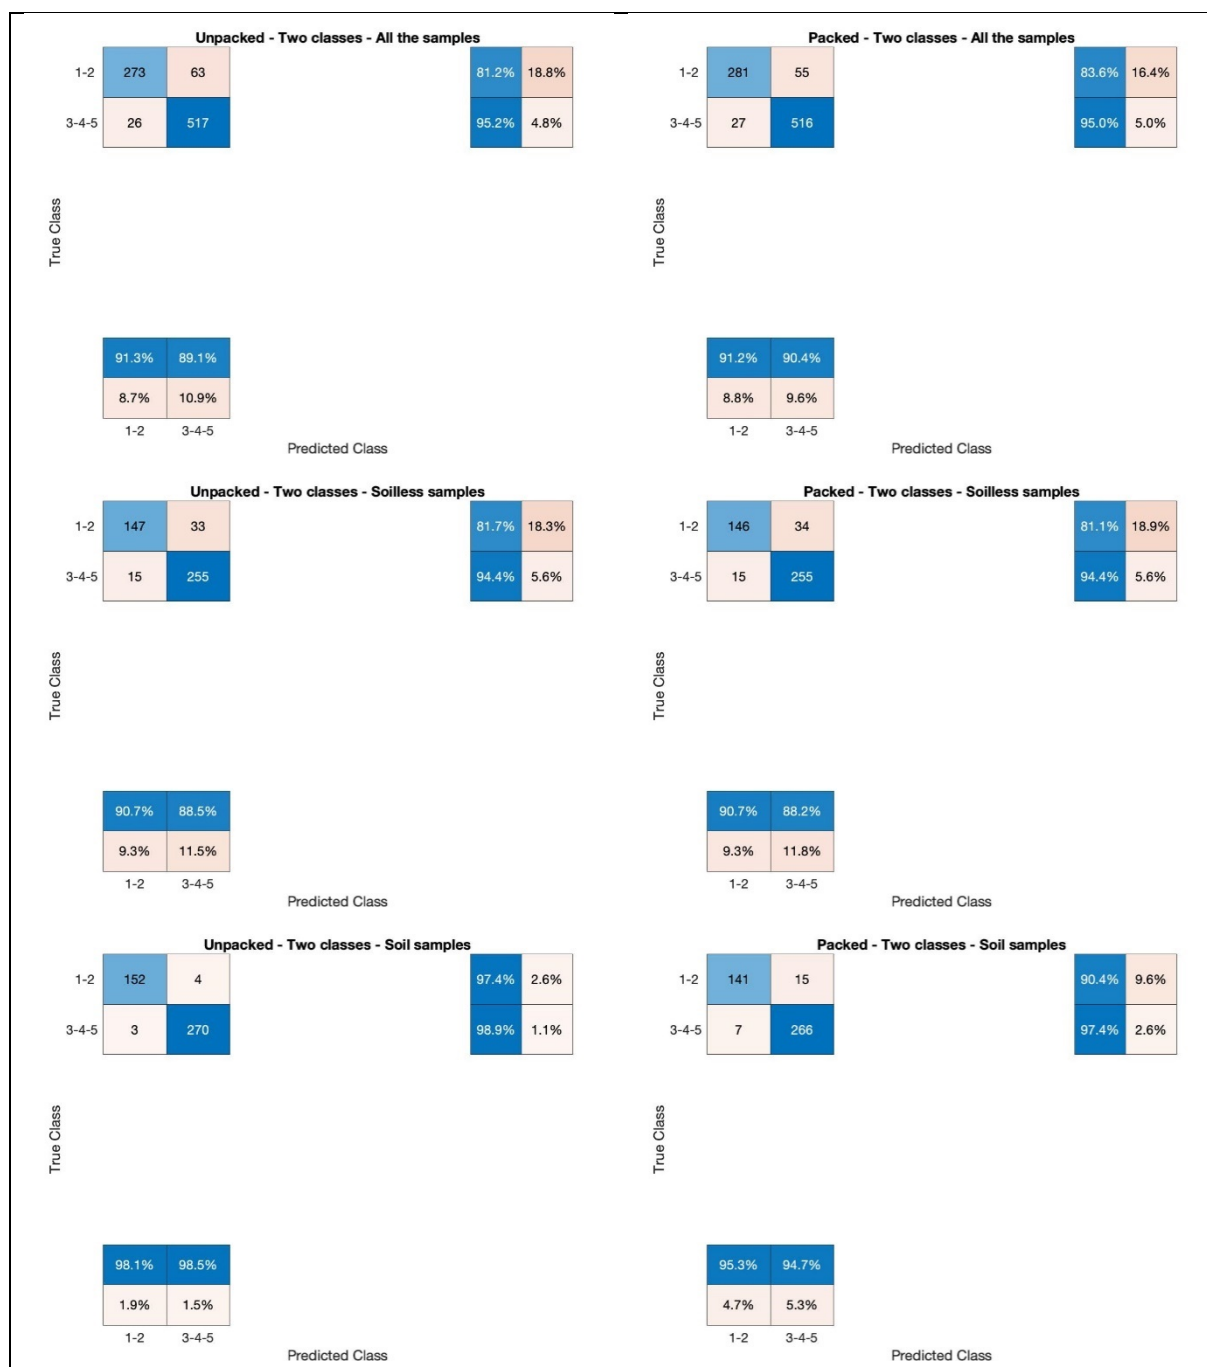 Unpacked - Two classes - All the samples
1-2 273 63 81.2% 18.8%
3-4-5 26 517 95.2% 4.8%
True Class
91.3% 89.1%
8.7% 10.9%
1-2 3-4-5
Predicted Class
Packed - Two classes - All the samples
1-2 281 55 83.6% 16.4%
3-4-5 27 516 95.0% 5.0%
True Class
91.2% 90.4%
8.8% 9.6%
1-2 3-4-5
Predicted Class
Unpacked - Two classes - Soilless samples
1-2 147 33 81.7% 18.3%
3-4-5 15 255 94.4% 5.6%
True Class
90.7% 88.5%
9.3% 11.5%
1-2 3-4-5
Predicted Class
Packed - Two classes - Soilless samples
1-2 146 34 81.1% 18.9%
3-4-5 15 255 94.4% 5.6%
True Class
90.7% 88.2%
9.3% 11.8%
1-2 3-4-5
Predicted Class
Unpacked - Two classes - Soil samples
1-2 152 4 97.4% 2.6%
3-4-5 3 270 98.9% 1.1%
True Class
98.1% 98.5%
1.9% 1.5%
1-2 3-4-5
Predicted Class
Packed - Two classes - Soil samples
1-2 141 15 90.4% 9.6%
3-4-5 7 266 97.4% 2.6%
True Class
95.3% 94.7%
4.7% 5.3%
1-2 3-4-5
Predicted Class